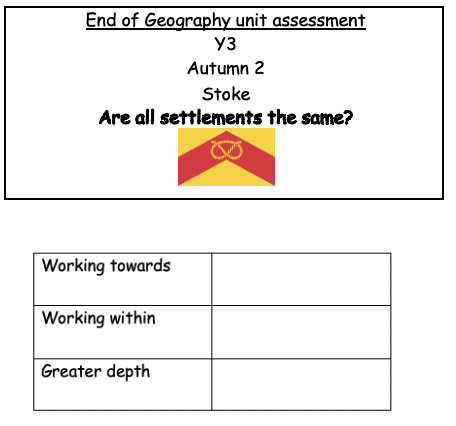 End of Geography unit assessment
Y3
Autumn 2
Stoke
Are all settlements the same?
Working towards
Working within
Greater depth